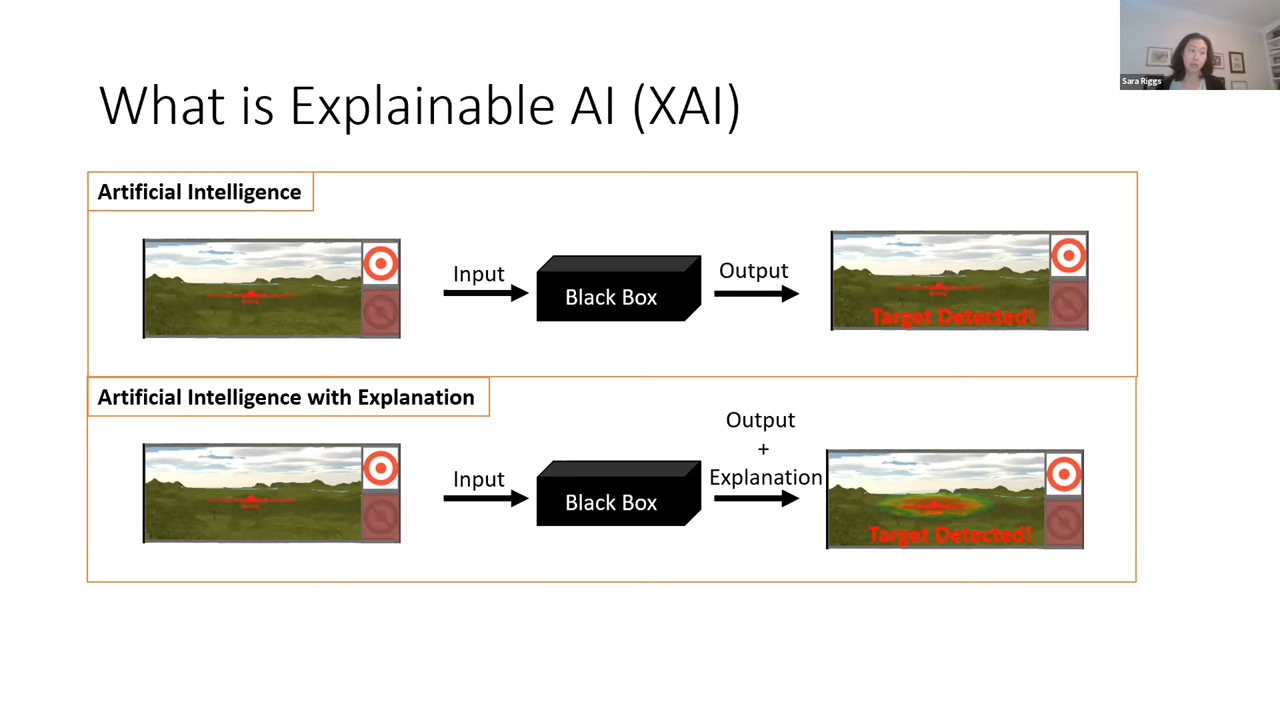 Sara Riggs
What is Explainable AI (XAI)
Artificial Intelligence
Input
Black Box
Output
Target Detected!
Artificial Intelligence with Explanation
Input
Black Box
Output
+
Explanation
Target Detected!